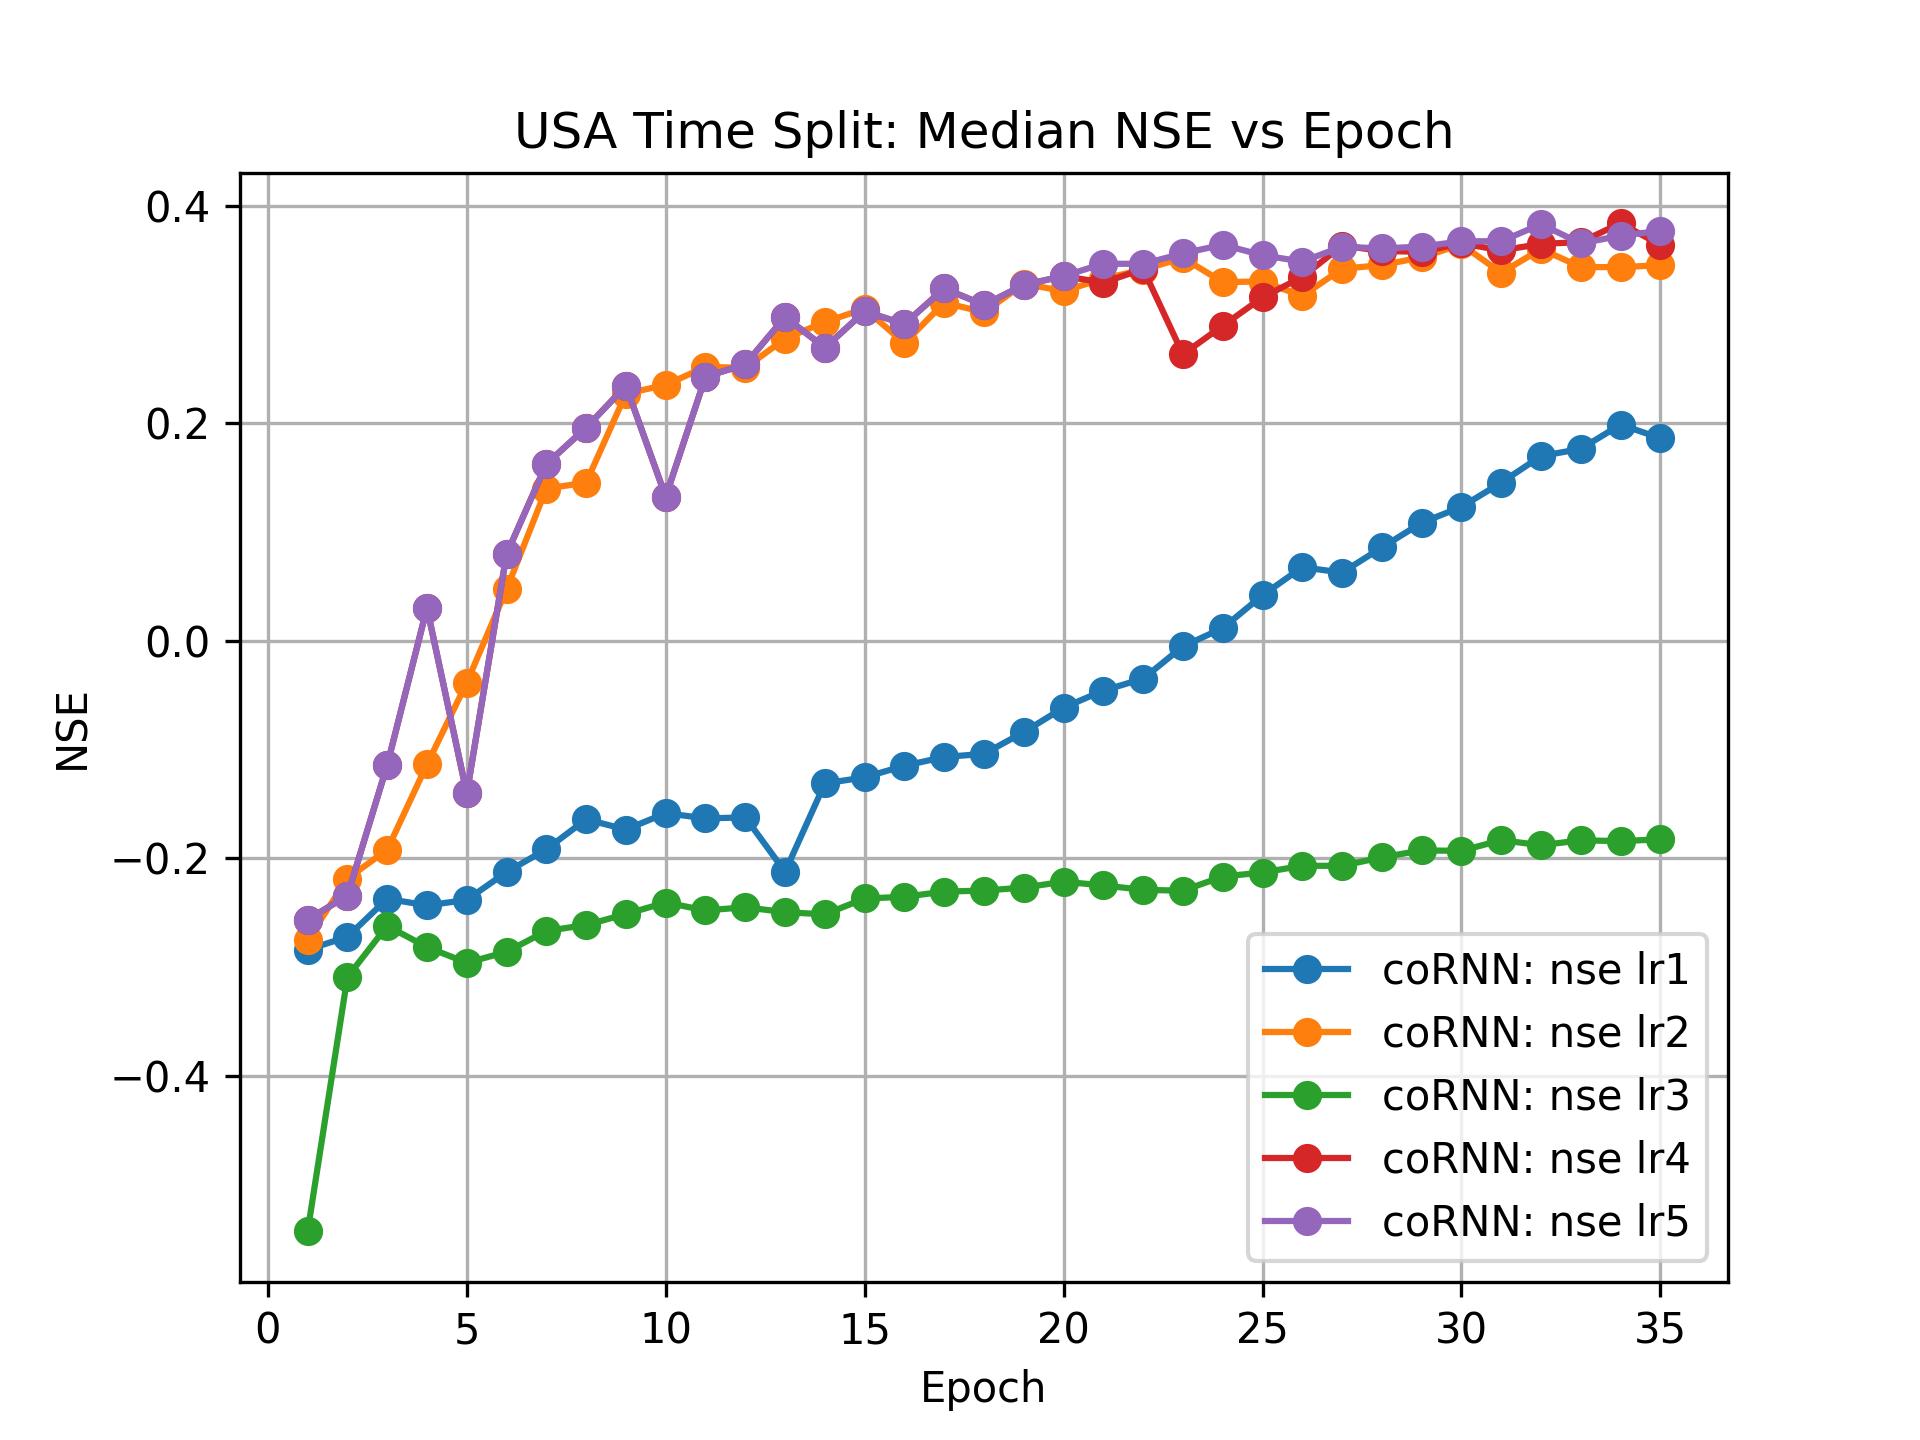 USA Time Split: Median NSE vs Epoch
0.4
0.2
0.0
−0.2
−0.4
NSE
0 5 10 15 20 25 30 35
Epoch
coRNN: nse lr1
coRNN: nse lr2
coRNN: nse lr3
coRNN: nse lr4
coRNN: nse lr5